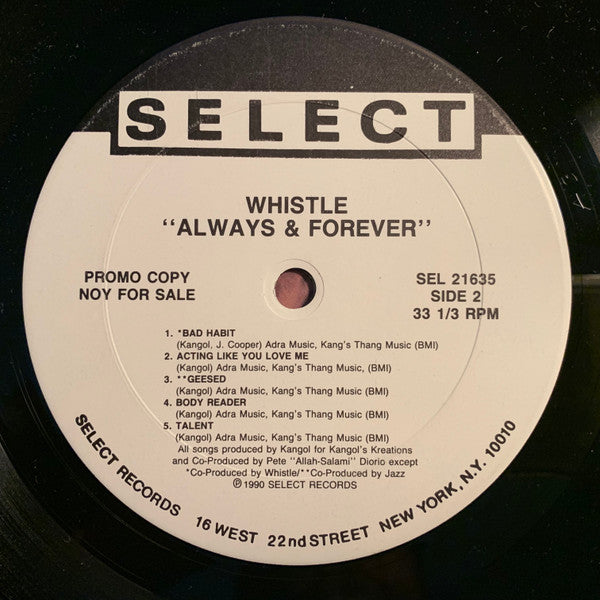 SELECT
WHISTLE
"ALWAYS & FOREVER"
PROMO COPY
NOY FOR SALE
SEL 21635
SIDE 2
33 1/3 RPM
1. *BAD HABIT
(Kangol, J. Cooper) Adra Music, Kang's Thang Music (BMI)
2. ACTING LIKE YOU LOVE ME
(Kangol) Adra Music, Kang's Thang Music, (BMI)
3. **GEESED
(Kangol) Adra Music, Kang's Thang Music (BMI)
4. BODY READER
(Kangol) Adra Music, Kang's Thang Music (BMI)
5. TALENT
(Kangol) Adra Music, Kang's Thang Music (BMI)
All songs produced by Kangol for Kangol's Kreations
and Co-Produced by Pete "Allah-Salami" Diorio except
*Co-Produced by Whistle/**Co-Produced by Jazz
℗ 1990 SELECT RECORDS
SELECT RECORDS 16 WEST 22nd STREET NEW YORK, N.Y. 10010